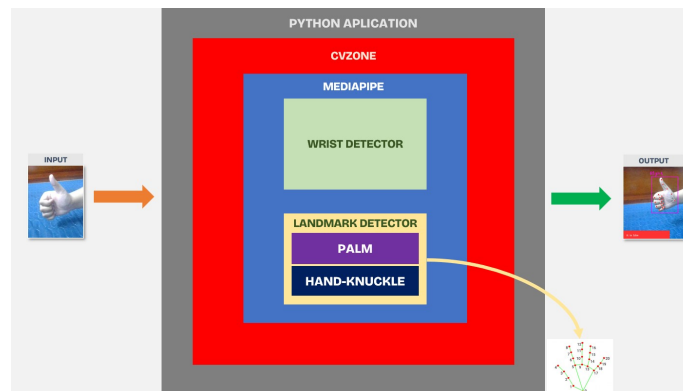 PYTHON APLICATION
CVZONE
MEDIAPIPE
WRIST DETECTOR
INPUT
OUTPUT
LANDMARK DETECTOR
PALM
HAND-KNUCKLE